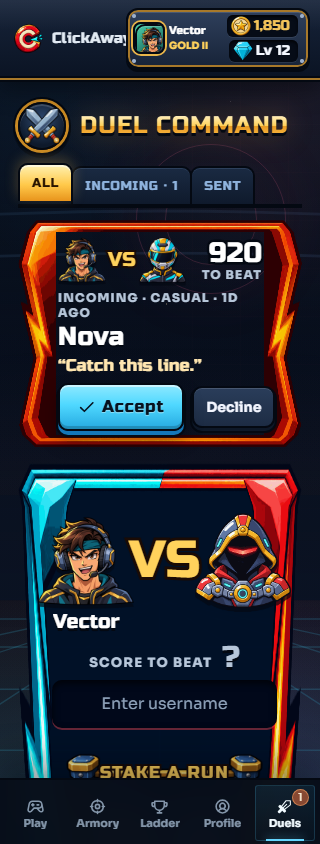 ClickAway
Vector
GOLD II
1,850
Lv 12
DUEL COMMAND
ALL
INCOMING · 1
SENT
VS
920
TO BEAT
INCOMING · CASUAL · 1D
AGO
Nova
“Catch this line.”
Accept
Decline
VS
Vector
SCORE TO BEAT ?
Enter username
STAKE A RUN
Play
Armory
Ladder
Profile
1
Duels